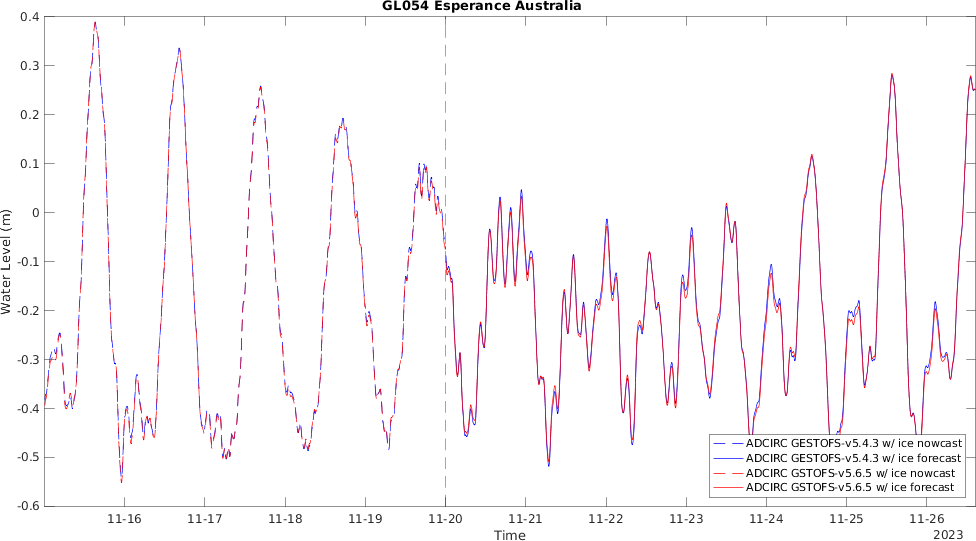 GL054 Esperance Australia
0.4
0.3
0.2
0.1
0
-0.1
-0.2
-0.3
-0.4
-0.5
-0.6
Water Level (m)
ADCIRC GESTOFS-v5.4.3 w/ ice nowcast
ADCIRC GESTOFS-v5.4.3 w/ ice forecast
ADCIRC GSTOFS-v5.6.5 w/ ice nowcast
ADCIRC GSTOFS-v5.6.5 w/ ice forecast
11-16 11-17 11-18 11-19 11-20 11-21 11-22 11-23 11-24 11-25 11-26
Time
2023